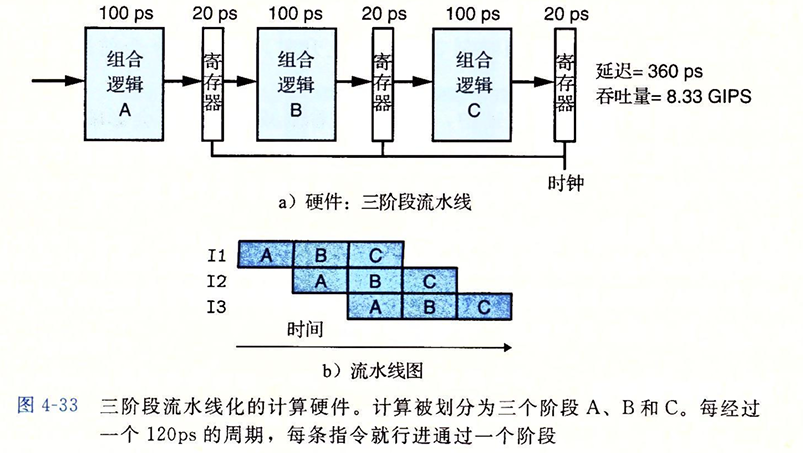 100 ps 20 ps 100 ps 20 ps 100 ps 20 ps
组合逻辑A
寄存器
组合逻辑B
寄存器
组合逻辑C
寄存器
延迟= 360 ps
吞吐量= 8.33 GIPS
时钟
a）硬件：三阶段流水线
I1 A B C
I2 A B C
I3 A B C
时间
b）流水线图
图 4-33 三阶段流水线化的计算硬件。计算被划分为三个阶段 A、B 和 C。每经过
一个 120ps 的周期，每条指令就行进通过一个阶段